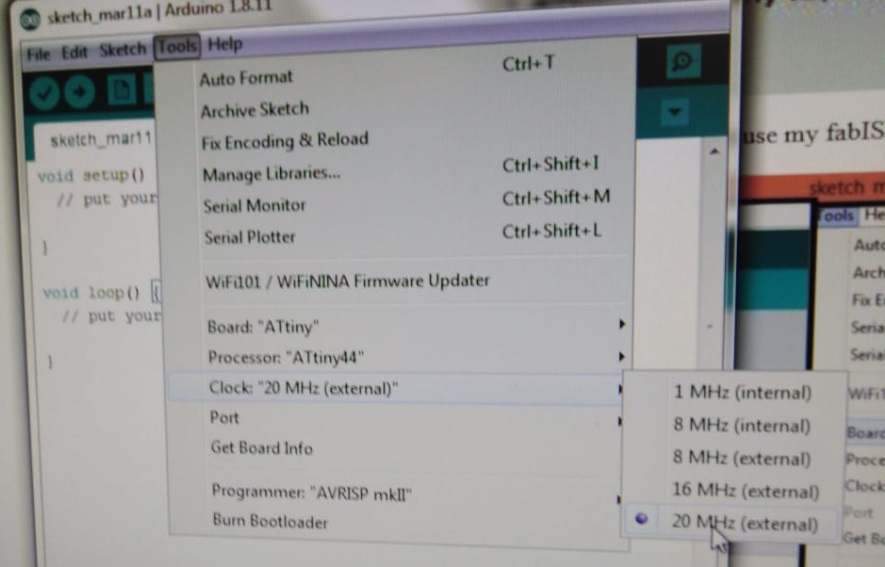 sketch_mar11a | Arduino 1.8.11
File Edit Sketch Tools Help
Auto Format Ctrl+T
Archive Sketch
Fix Encoding & Reload
Manage Libraries... Ctrl+Shift+I
Serial Monitor Ctrl+Shift+M
Serial Plotter Ctrl+Shift+L
WiFi101 / WiFiNINA Firmware Updater
Board: "ATtiny"
Processor: "ATtiny44"
Clock: "20 MHz (external)"
Port
Get Board Info
Programmer: "AVRISP mkII"
Burn Bootloader
1 MHz (internal)
8 MHz (internal)
8 MHz (external)
16 MHz (external)
20 MHz (external)
sketch_mar11
void setup()
// put your
}
void loop() {
// put your
}
use my fabIS
sketch m
Tools He
Auto
Arch
Fix E
Seria
Seria
WiFi1
Board
Proce
Clock
Port
Get Bo